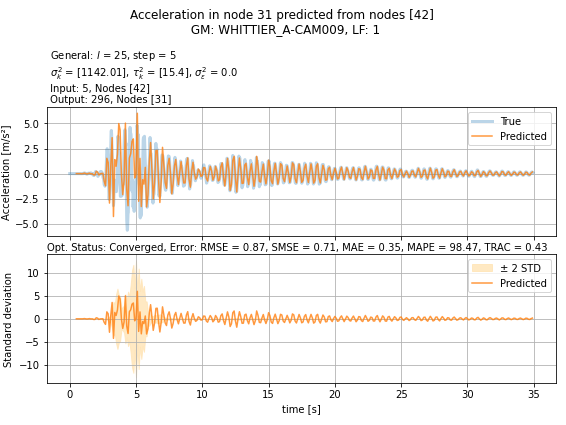 Acceleration in node 31 predicted from nodes [42]
GM: WHITTIER_A-CAM009, LF: 1
General: l = 25, step = 5
σ²ₖ = [1142.01], τ²ₖ = [15.4], σ²ε = 0.0
Input: 5, Nodes [42]
Output: 296, Nodes [31]
Acceleration [m/s²]
5.0
2.5
0.0
−2.5
−5.0
True
Predicted
Opt. Status: Converged, Error: RMSE = 0.87, SMSE = 0.71, MAE = 0.35, MAPE = 98.47, TRAC = 0.43
Standard deviation
10
5
0
−5
−10
± 2 STD
Predicted
0 5 10 15 20 25 30 35
time [s]